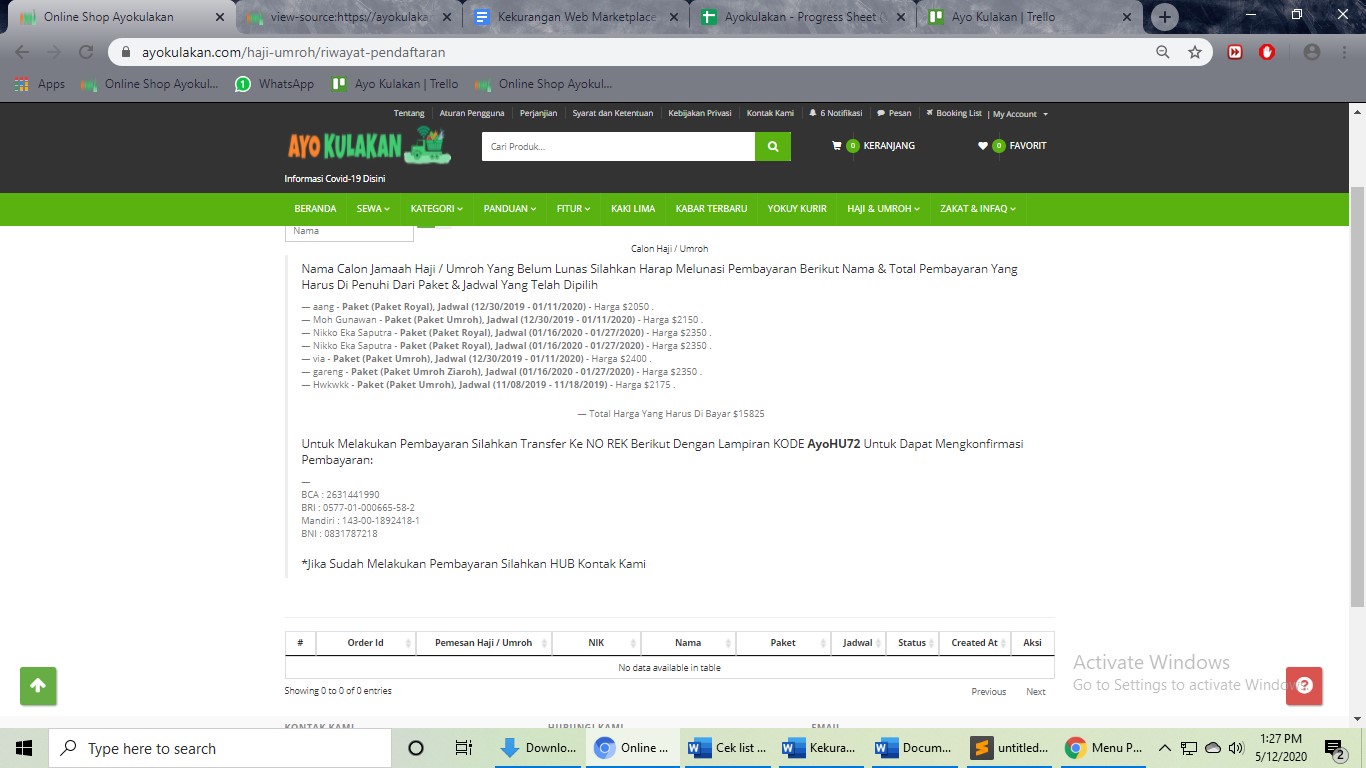 Online Shop Ayokulakan
view-source:https://ayokulakan
Kekurangan Web Marketplace
Ayokulakan - Progress Sheet
Ayo Kulakan | Trello
ayokulakan.com/haji-umroh/riwayat-pendaftaran
Apps
Online Shop Ayokul...
WhatsApp
Ayo Kulakan | Trello
Online Shop Ayokul...
Tentang Aturan Pengguna Perjanjian Syarat dan Ketentuan Kebijakan Privasi Kontak Kami 6 Notifikasi Pesan Booking List | My Account
AYO KULAKAN
Cari Produk...
0 KERANJANG
0 FAVORIT
Informasi Covid-19 Disini
BERANDA SEWA KATEGORI PANDUAN FITUR KAKI LIMA KABAR TERBARU YOKUY KURIR HAJI & UMROH ZAKAT & INFAQ
Nama
Calon Haji / Umroh
Nama Calon Jamaah Haji / Umroh Yang Belum Lunas Silahkan Harap Melunasi Pembayaran Berikut Nama & Total Pembayaran Yang
Harus Di Penuhi Dari Paket & Jadwal Yang Telah Dipilih
— aang - Paket (Paket Royal), Jadwal (12/30/2019 - 01/11/2020) - Harga $2050 .
— Moh Gunawan - Paket (Paket Umroh), Jadwal (12/30/2019 - 01/11/2020) - Harga $2150 .
— Nikko Eka Saputra - Paket (Paket Royal), Jadwal (01/16/2020 - 01/27/2020) - Harga $2350 .
— Nikko Eka Saputra - Paket (Paket Royal), Jadwal (01/16/2020 - 01/27/2020) - Harga $2350 .
— via - Paket (Paket Umroh), Jadwal (12/30/2019 - 01/11/2020) - Harga $2400 .
— gareng - Paket (Paket Umroh Ziaroh), Jadwal (01/16/2020 - 01/27/2020) - Harga $2350 .
— Hwkwkk - Paket (Paket Umroh), Jadwal (11/08/2019 - 11/18/2019) - Harga $2175 .
— Total Harga Yang Harus Di Bayar $15825
Untuk Melakukan Pembayaran Silahkan Transfer Ke NO REK Berikut Dengan Lampiran KODE AyoHU72 Untuk Dapat Mengkonfirmasi
Pembayaran:
—
BCA : 2631441990
BRI : 0577-01-000665-58-2
Mandiri : 143-00-1892418-1
BNI : 0831787218
*Jika Sudah Melakukan Pembayaran Silahkan HUB Kontak Kami
# Order Id Pemesan Haji / Umroh NIK Nama Paket Jadwal Status Created At Aksi
No data available in table
Showing 0 to 0 of 0 entries
Previous Next
Activate Windows
Go to Settings to activate Windows.
KONTAK KAMI HUBUNGI KAMI EMAIL
Type here to search
Downlo...
Online ...
Cek list ...
Kekura...
Docum...
untitled...
Menu P...
1:27 PM
5/12/2020
2